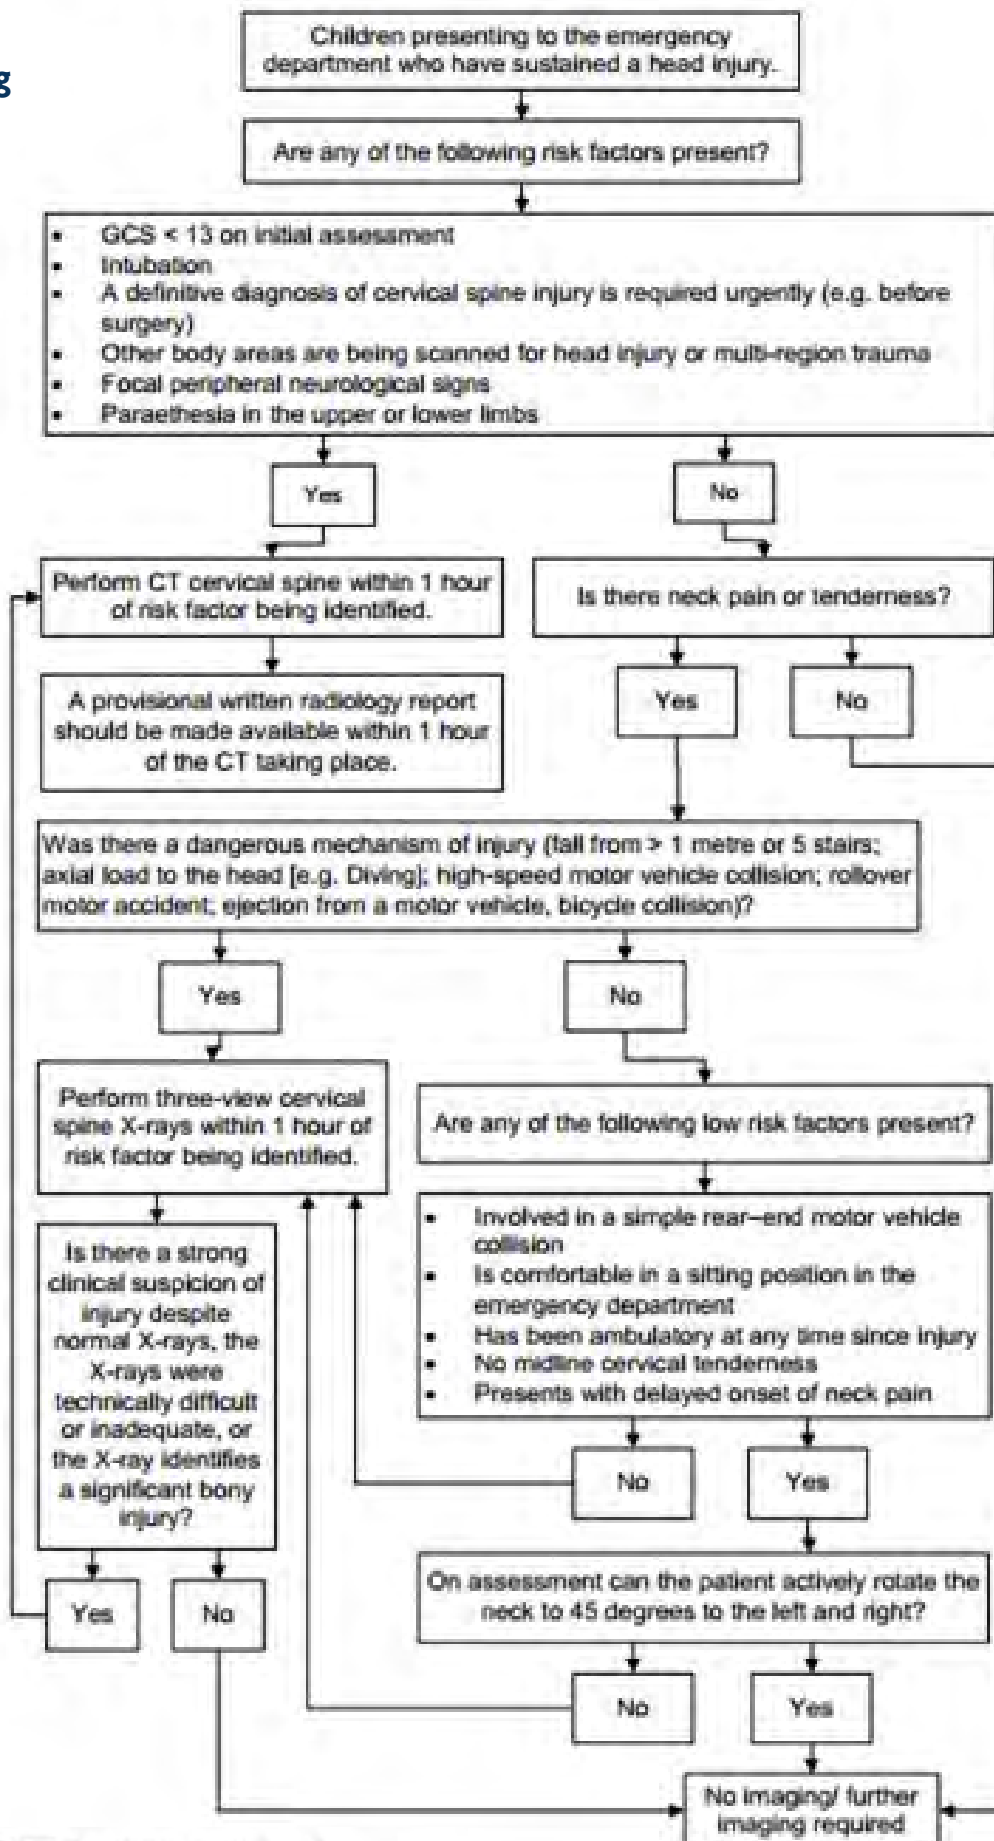 g
Children presenting to the emergency
department who have sustained a head injury.
Are any of the following risk factors present?
• GCS < 13 on initial assessment
• Intubation
• A definitive diagnosis of cervical spine injury is required urgently (e.g. before
surgery)
• Other body areas are being scanned for head injury or multi-region trauma
• Focal peripheral neurological signs
• Paraethesia in the upper or lower limbs
Yes
No
Perform CT cervical spine within 1 hour
of risk factor being identified.
Is there neck pain or tenderness?
A provisional written radiology report
should be made available within 1 hour
of the CT taking place.
Yes
No
Was there a dangerous mechanism of injury (fall from > 1 metre or 5 stairs;
axial load to the head [e.g. Diving]; high-speed motor vehicle collision; rollover
motor accident; ejection from a motor vehicle, bicycle collision)?
Yes
No
Perform three-view cervical
spine X-rays within 1 hour of
risk factor being identified.
Are any of the following low risk factors present?
• Involved in a simple rear-end motor vehicle
collision
• Is comfortable in a sitting position in the
emergency department
• Has been ambulatory at any time since injury
• No midline cervical tenderness
• Presents with delayed onset of neck pain
Is there a strong
clinical suspicion of
injury despite
normal X-rays, the
X-rays were
technically difficult
or inadequate, or
the X-ray identifies
a significant bony
injury?
No
Yes
On assessment can the patient actively rotate the
neck to 45 degrees to the left and right?
Yes
No
No
Yes
No imaging/ further
imaging required